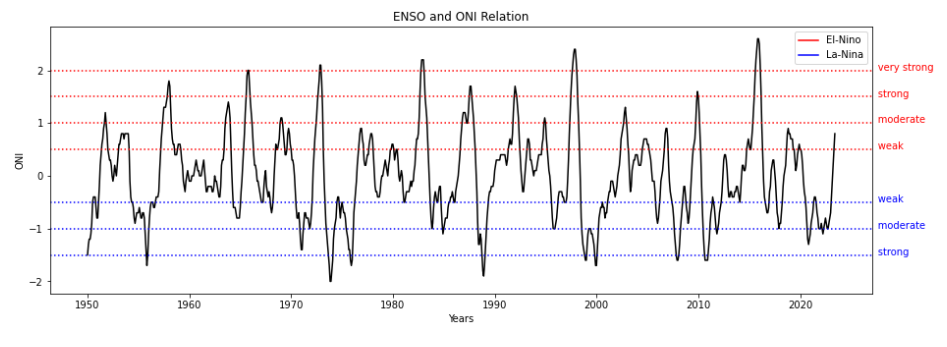 ENSO and ONI Relation
El-Nino
La-Nina
very strong
strong
moderate
weak
weak
moderate
strong
ONI
2
1
0
−1
−2
1950 1960 1970 1980 1990 2000 2010 2020
Years